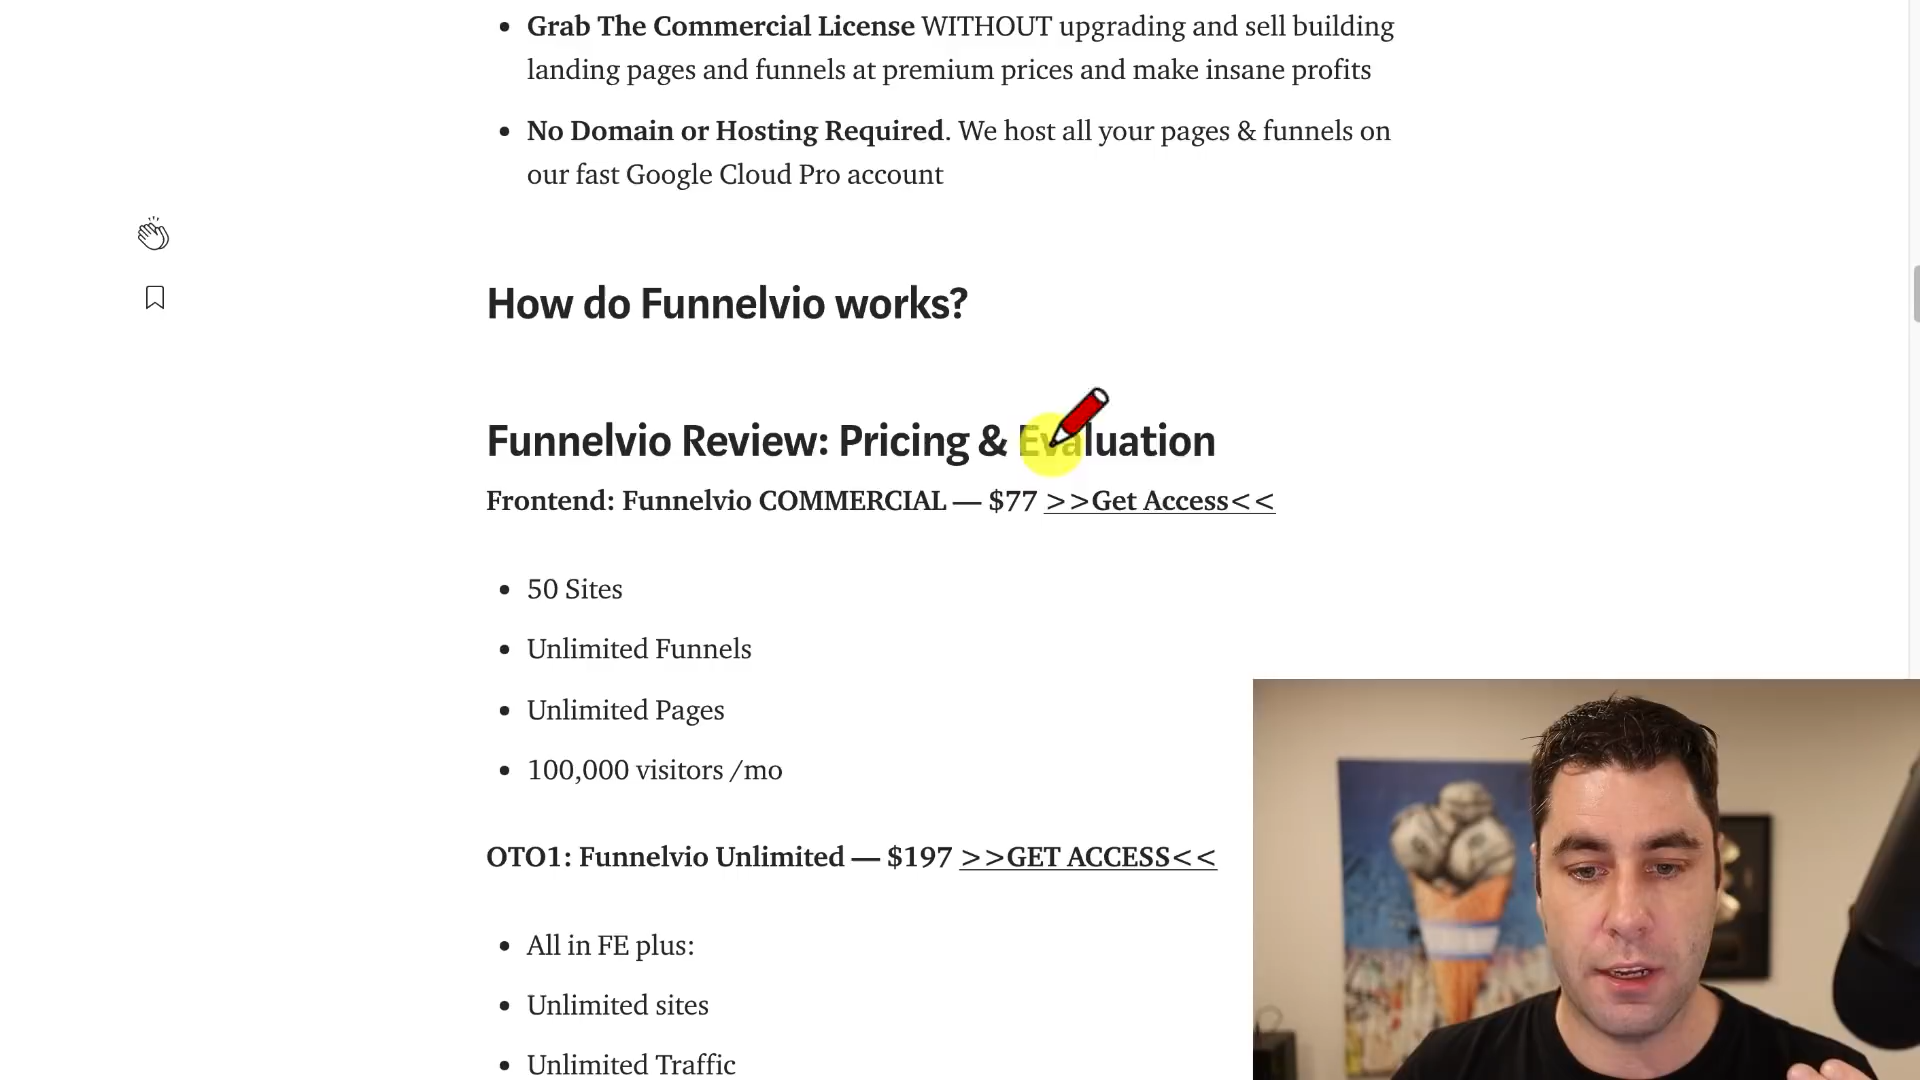 Grab The Commercial License WITHOUT upgrading and sell building
landing pages and funnels at premium prices and make insane profits
No Domain or Hosting Required. We host all your pages & funnels on
our fast Google Cloud Pro account
How do Funnelvio works?
Funnelvio Review: Pricing & Evaluation
Frontend: Funnelvio COMMERCIAL — $77 >>Get Access<<
50 Sites
Unlimited Funnels
Unlimited Pages
100,000 visitors /mo
OTO1: Funnelvio Unlimited — $197 >>GET ACCESS<<
All in FE plus:
Unlimited sites
Unlimited Traffic